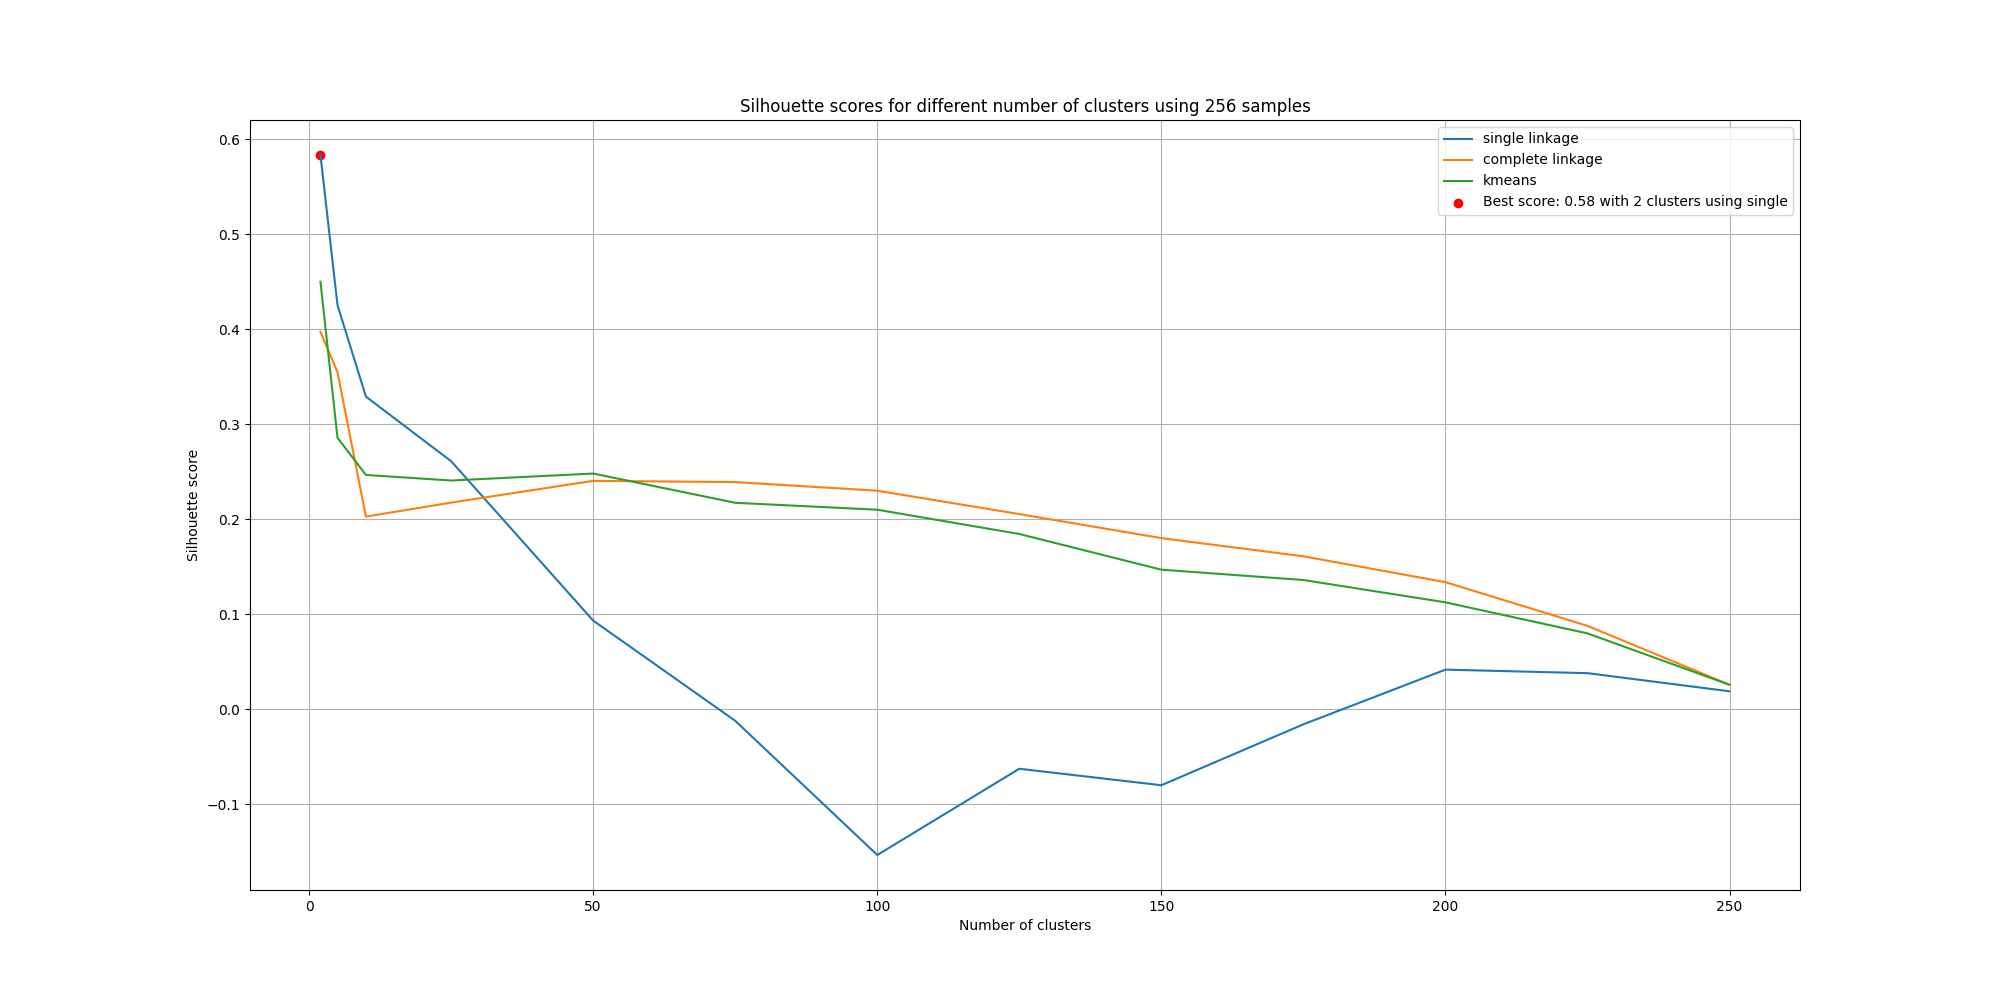 Silhouette scores for different number of clusters using 256 samples
single linkage
complete linkage
kmeans
Best score: 0.58 with 2 clusters using single
Silhouette score
0.6
0.5
0.4
0.3
0.2
0.1
0.0
−0.1
0 50 100 150 200 250
Number of clusters